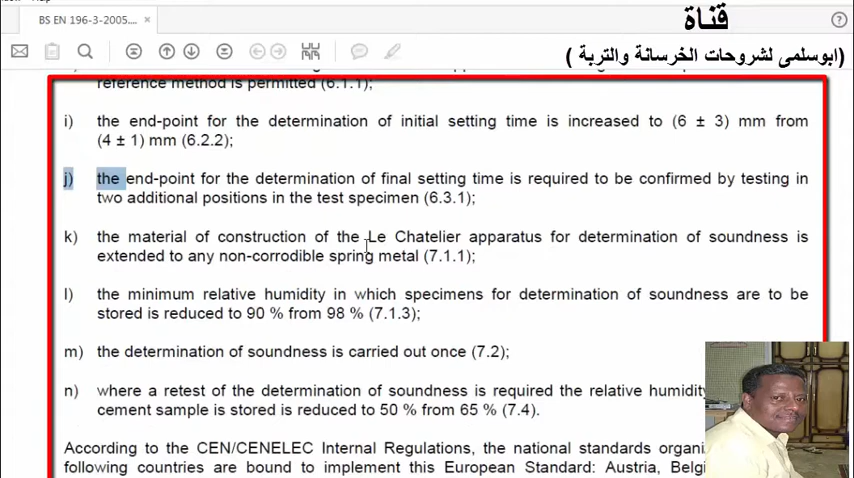 BS EN 196-3-2005....
قناة
(ابوسلمى لشروحات الخرسانة والتربة )
reference method is permitted (6.1.1);
i) the end-point for the determination of initial setting time is increased to (6 ± 3) mm from
(4 ± 1) mm (6.2.2);
j) the end-point for the determination of final setting time is required to be confirmed by testing in
two additional positions in the test specimen (6.3.1);
k) the material of construction of the Le Chatelier apparatus for determination of soundness is
extended to any non-corrodible spring metal (7.1.1);
l) the minimum relative humidity in which specimens for determination of soundness are to be
stored is reduced to 90 % from 98 % (7.1.3);
m) the determination of soundness is carried out once (7.2);
n) where a retest of the determination of soundness is required the relative humidity
cement sample is stored is reduced to 50 % from 65 % (7.4).
According to the CEN/CENELEC Internal Regulations, the national standards
following countries are bound to implement this European Standard: Austria,